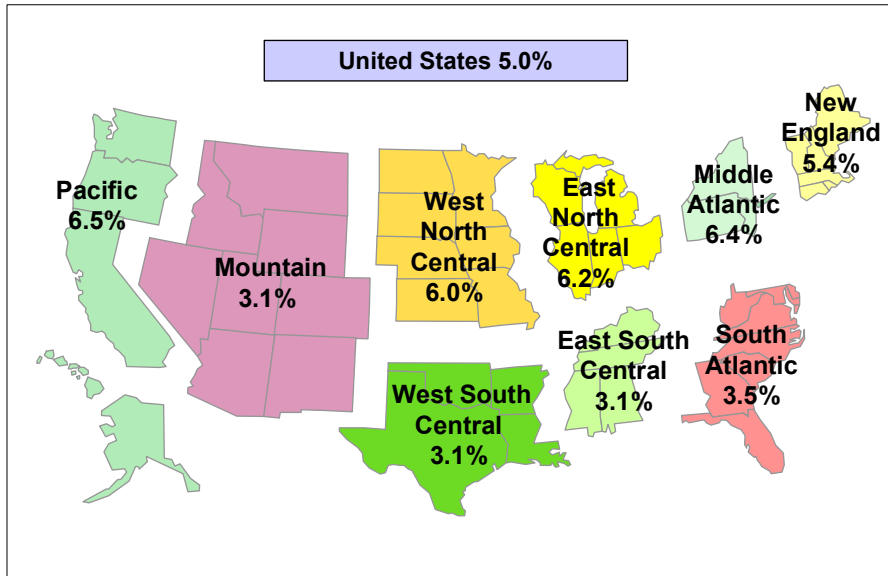 United States 5.0%
New
England
5.4%
Middle
Atlantic
6.4%
East
North
Central
6.2%
West
North
Central
6.0%
Pacific
6.5%
Mountain
3.1%
South
Atlantic
3.5%
East South
Central
3.1%
West South
Central
3.1%